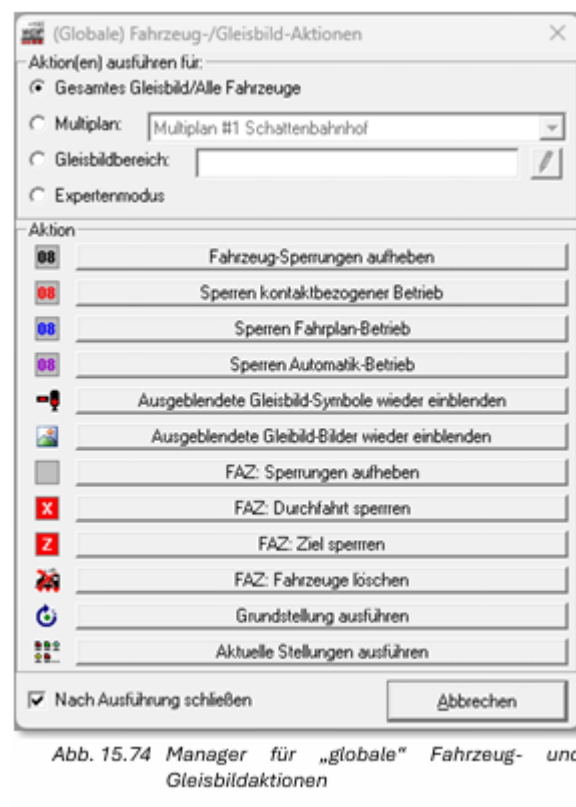 (Globale) Fahrzeug-/Gleisbild-Aktionen
Aktion(en) ausführen für:
Gesamtes Gleisbild/Alle Fahrzeuge
Multiplan: Multiplan #1 Schattenbahnhof
Gleisbildbereich:
Expertenmodus
Aktion
08 Fahrzeug-Sperrungen aufheben
08 Sperren kontaktbezogener Betrieb
08 Sperren Fahrplan-Betrieb
08 Sperren Automatik-Betrieb
Ausgeblendete Gleisbild-Symbole wieder einblenden
Ausgeblendete Gleibild-Bilder wieder einblenden
FAZ: Sperrungen aufheben
X FAZ: Durchfahrt sperrren
Z FAZ: Ziel sperrren
FAZ: Fahrzeuge löschen
Grundstellung ausführen
Aktuelle Stellungen ausführen
Nach Ausführung schließen Abbrechen
Abb. 15.74 Manager für „globale“ Fahrzeug- und
Gleisbildaktionen